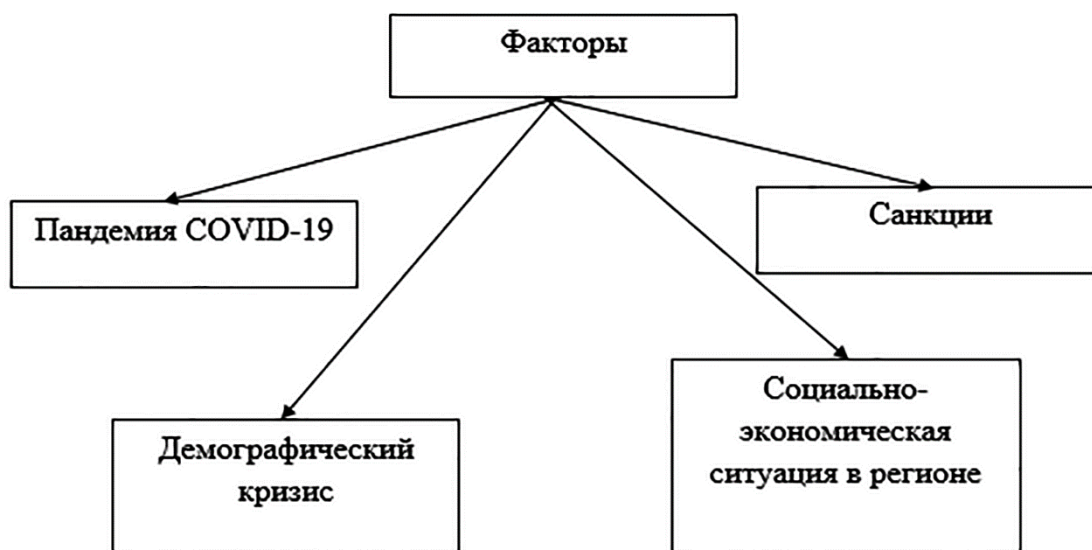 Факторы
Пандемия COVID-19
Санкции
Демографический
кризис
Социально-
экономическая
ситуация в регионе